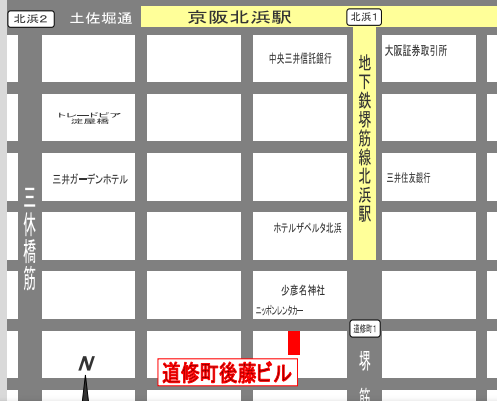 北浜2
土佐堀通
京阪北浜駅
北浜1
中央三井信託銀行
大阪証券取引所
地下鉄堺筋線北浜駅
トレードピア
淀屋橋
三井ガーデンホテル
三井住友銀行
三休橋筋
ホテルザベルタ北浜
少彦名神社
ニッポンレンタカー
道修町1
N
道修町後藤ビル
堺筋